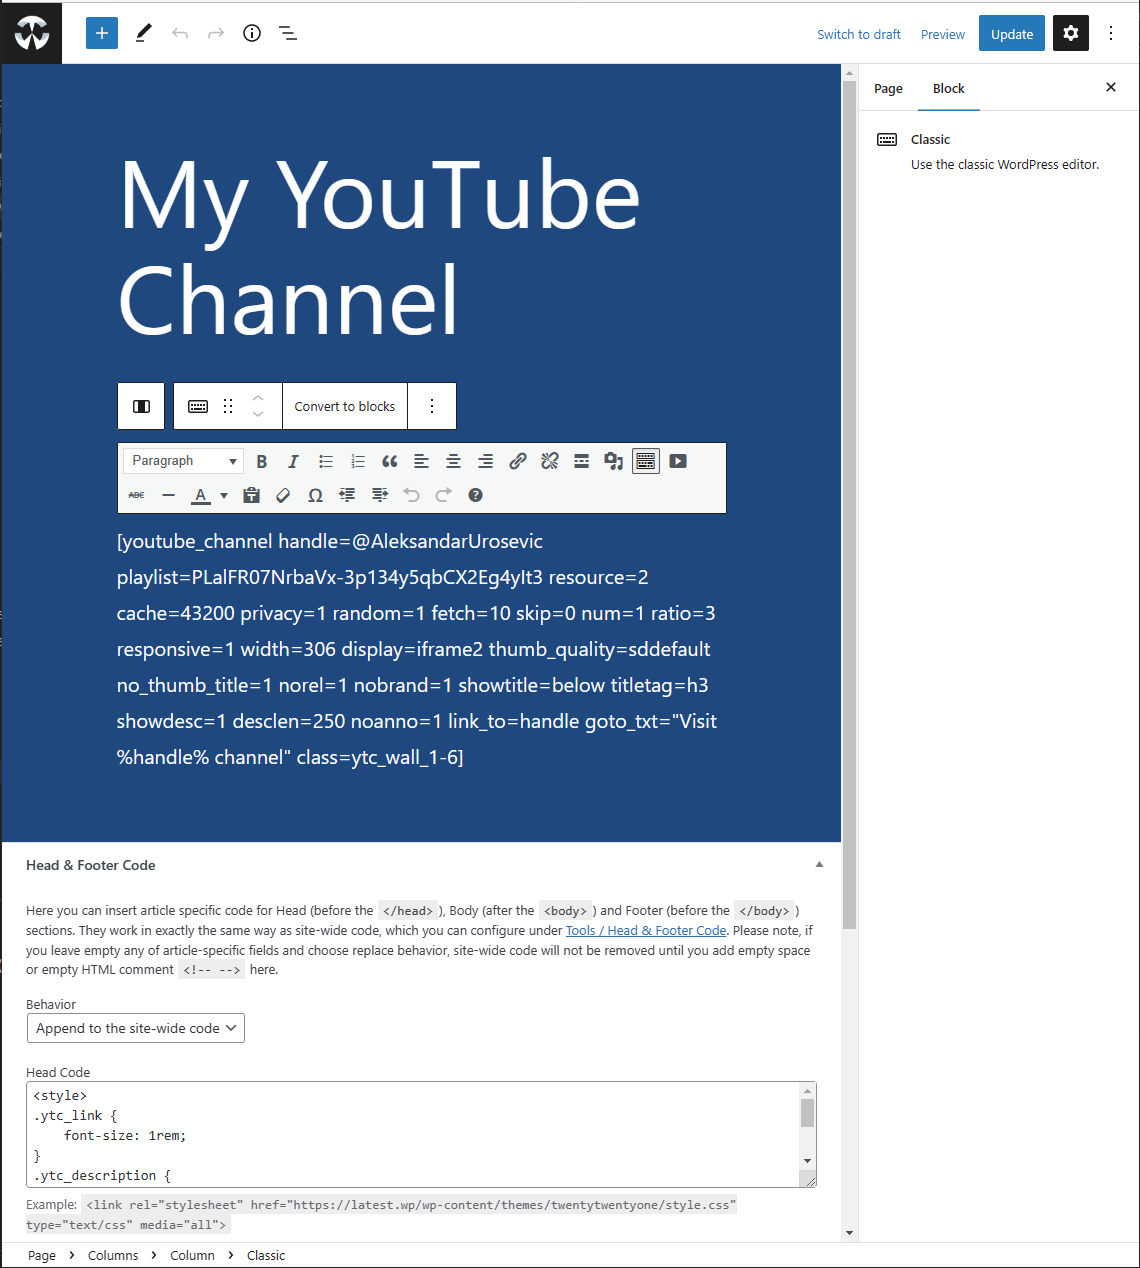 Switch to draft Preview Update
Page Block
Classic
Use the classic WordPress editor.
My YouTube
Channel
Convert to blocks
Paragraph
[youtube_channel handle=@AleksandarUrosevic
playlist=PLalFR07NrbaVx-3p134y5qbCX2Eg4yIt3 resource=2
cache=43200 privacy=1 random=1 fetch=10 skip=0 num=1 ratio=3
responsive=1 width=306 display=iframe2 thumb_quality=sddefault
no_thumb_title=1 norel=1 nobrand=1 showtitle=below titletag=h3
showdesc=1 desclen=250 noanno=1 link_to=handle goto_txt="Visit
%handle% channel" class=ytc_wall_1-6]
Head & Footer Code
Here you can insert article specific code for Head (before the </head>), Body (after the <body>) and Footer (before the </body>)
sections. They work in exactly the same way as site-wide code, which you can configure under Tools / Head & Footer Code. Please note, if
you leave empty any of article-specific fields and choose replace behavior, site-wide code will not be removed until you add empty space
or empty HTML comment <!-- --> here.
Behavior
Append to the site-wide code
Head Code
<style>
.ytc_link {
font-size: 1rem;
}
.ytc_description {
Example: <link rel="stylesheet" href="https://latest.wp/wp-content/themes/twentytwentyone/style.css"
type="text/css" media="all">
Page > Columns > Column > Classic